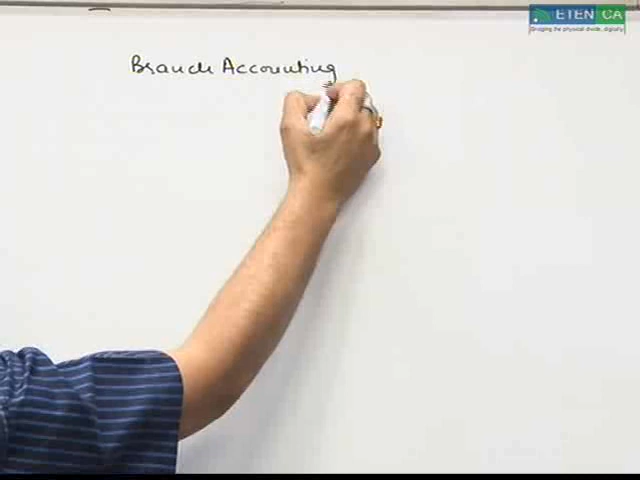 ETEN CA
Bridging the physical divide, digitally
Branch Accounting